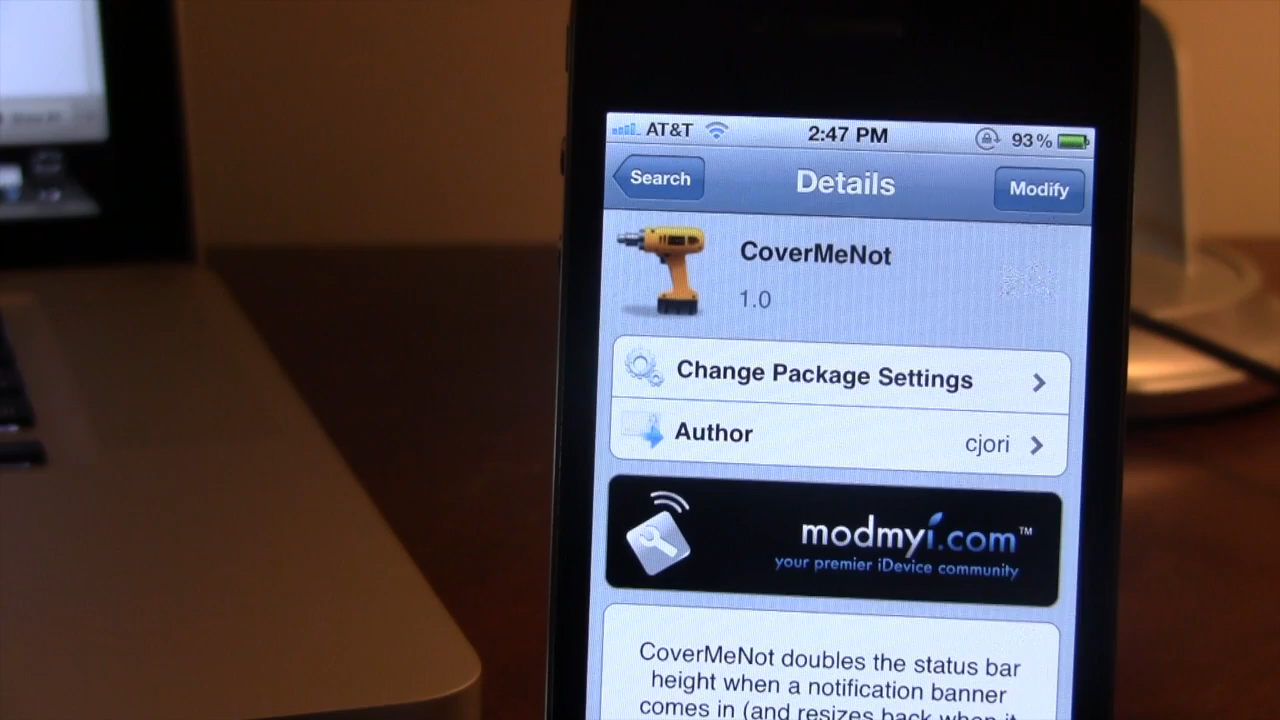 AT&T 2:47 PM 93%
Search Details Modify
CoverMeNot
1.0
Change Package Settings
Author cjori
modmyi.com™
your premier iDevice community
CoverMeNot doubles the status bar
height when a notification banner
comes in (and resizes back when it